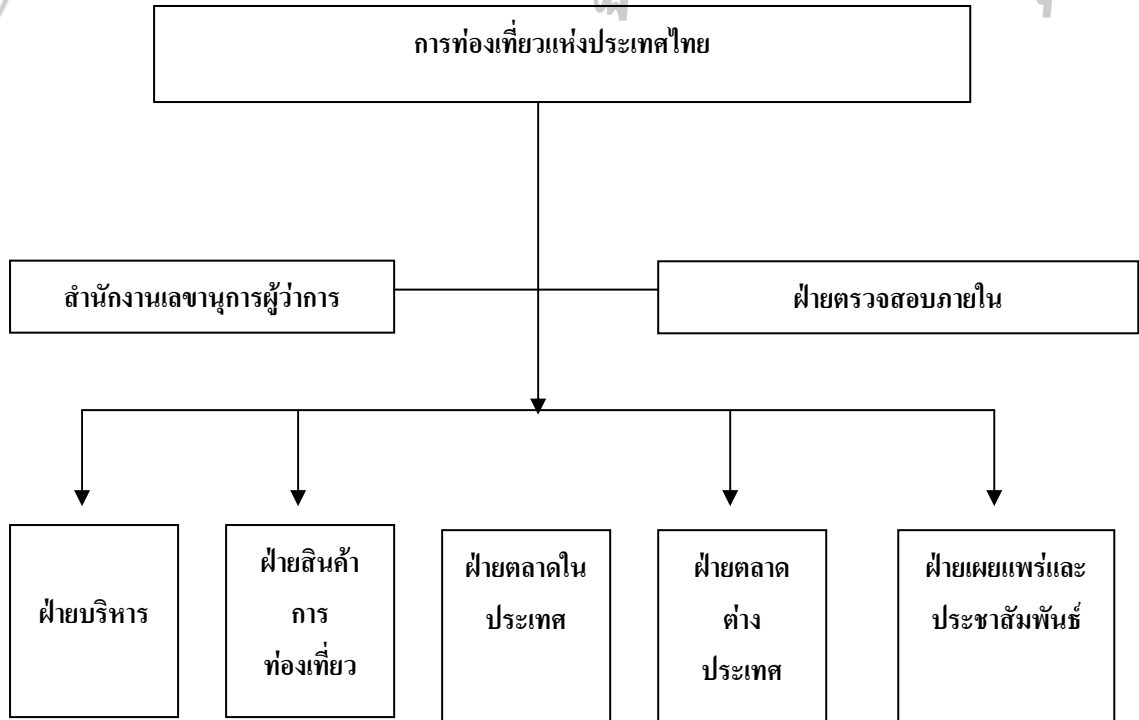 การท่องเที่ยวแห่งประเทศไทย
สำนักงานเลขานุการผู้ว่าการ
ฝ่ายตรวจสอบภายใน
ฝ่ายบริหาร
ฝ่ายสินค้า
การ
ท่องเที่ยว
ฝ่ายตลาดใน
ประเทศ
ฝ่ายตลาด
ต่าง
ประเทศ
ฝ่ายเผยแพร่และ
ประชาสัมพันธ์